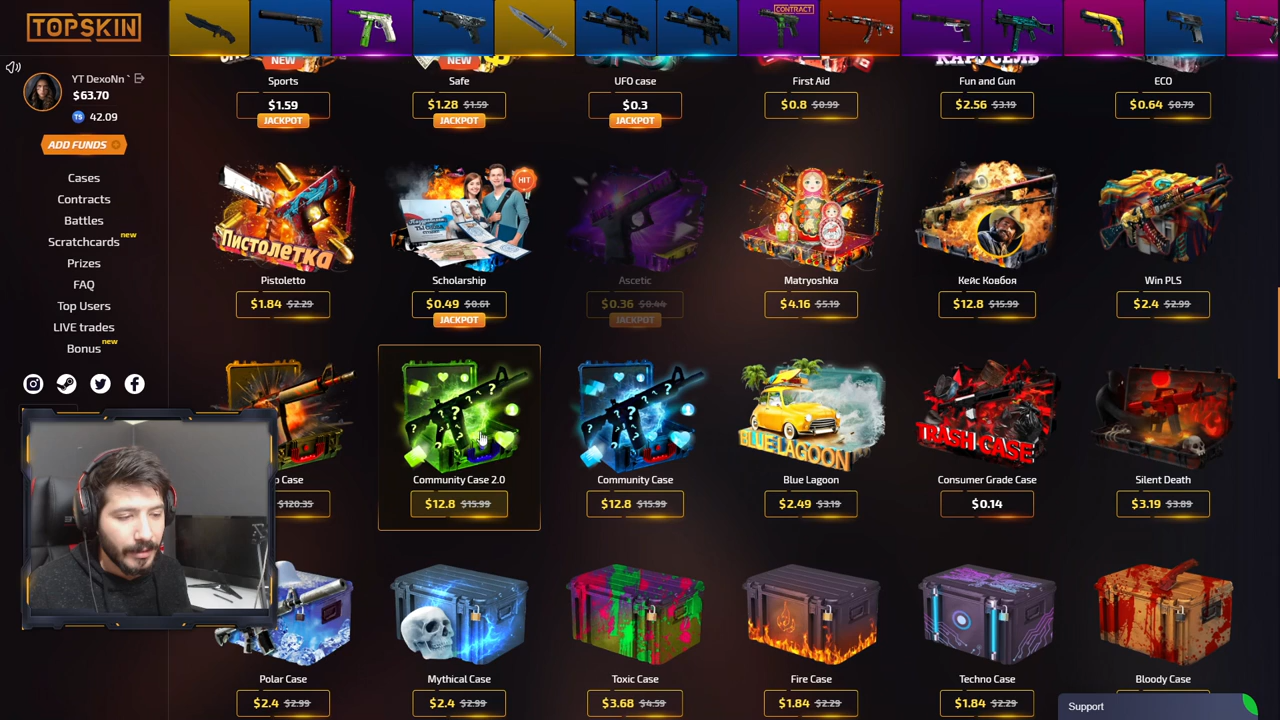 TOPSKIN
CONTRACT
YT DexoNn `
$63.70
TS 42.09
ADD FUNDS
Cases
Contracts
Battles
Scratchcards new
Prizes
FAQ
Top Users
LIVE trades
Bonus new
NEW
NEW
КАРУСЕЛЬ
Sports
Safe
UFO case
First Aid
Fun and Gun
ECO
$1.59
$1.28 $1.59
$0.3
$0.8 $0.99
$2.56 $3.19
$0.64 $0.79
JACKPOT
JACKPOT
JACKPOT
Пистолетка
HIT
Pistoletto
Scholarship
Ascetic
Matryoshka
Кейс Ковбоя
Win PLS
$1.84 $2.29
$0.49 $0.61
$0.36 $0.44
$4.16 $5.19
$12.8 $15.99
$2.4 $2.99
JACKPOT
JACKPOT
BLUE LAGOON
TRASH CASE
Case
Community Case 2.0
Community Case
Blue Lagoon
Consumer Grade Case
Silent Death
$120.35
$12.8 $15.99
$12.8 $15.99
$2.49 $3.19
$0.14
$3.19 $3.89
Polar Case
Mythical Case
Toxic Case
Fire Case
Techno Case
Bloody Case
$2.4 $2.99
$2.4 $2.99
$3.68 $4.59
$1.84 $2.29
$1.84 $2.29
Support